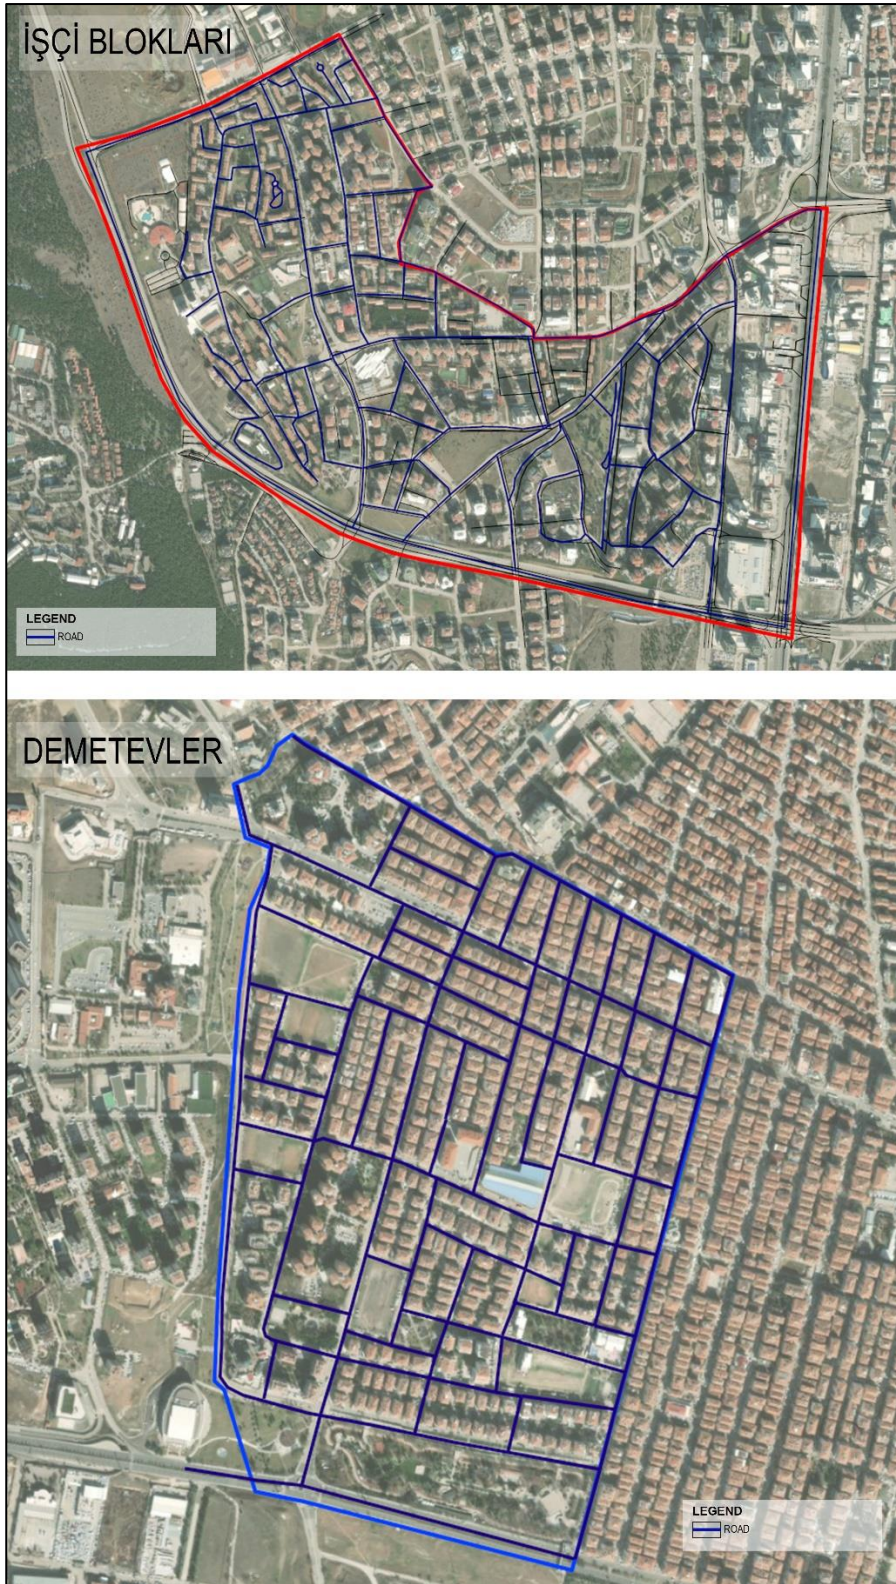 İŞÇİ BLOKLARI
LEGEND
ROAD
DEMETEVLER
LEGEND
ROAD